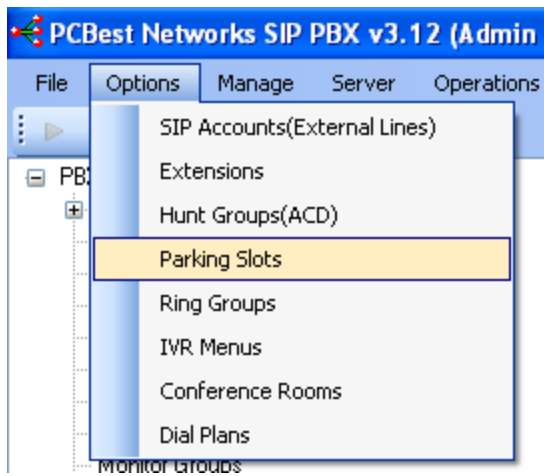 PCBest Networks SIP PBX v3.12 (Admin
File Options Manage Server Operations
SIP Accounts(External Lines)
PB
Extensions
Hunt Groups(ACD)
Parking Slots
Ring Groups
IVR Menus
Conference Rooms
Dial Plans
Monitor Groups